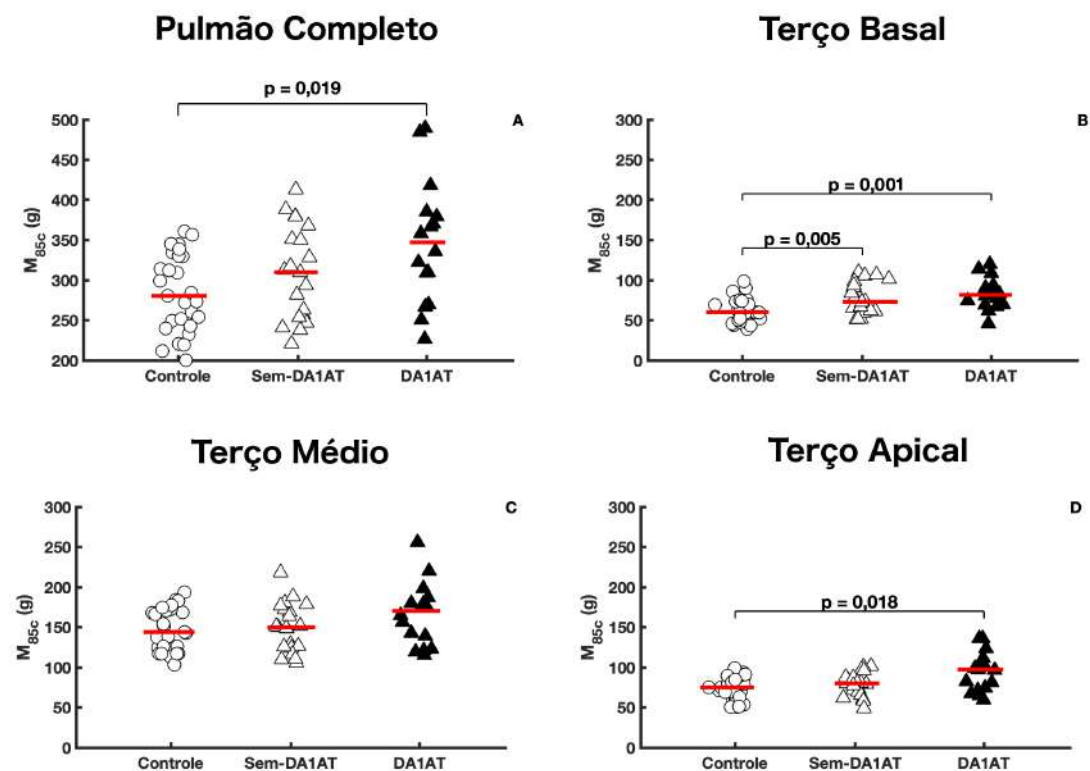 Pulmão Completo
p = 0,019
A
500
450
400
350
300
250
200
M85c (g)
Controle Sem-DA1AT DA1AT
Terço Basal
B
300
250
200
150
100
50
0
M85c (g)
p = 0,001
p = 0,005
Controle Sem-DA1AT DA1AT
Terço Médio
C
300
250
200
150
100
50
0
M85c (g)
Controle Sem-DA1AT DA1AT
Terço Apical
D
300
250
200
150
100
50
0
M85c (g)
p = 0,018
Controle Sem-DA1AT DA1AT